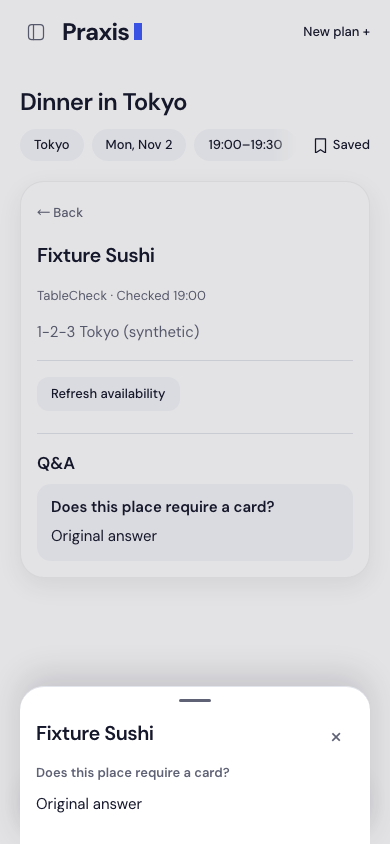 Praxis
New plan +
Dinner in Tokyo
Tokyo
Mon, Nov 2
19:00–19:30
Saved
← Back
Fixture Sushi
TableCheck · Checked 19:00
1-2-3 Tokyo (synthetic)
Refresh availability
Q&A
Does this place require a card?
Original answer
Fixture Sushi
×
Does this place require a card?
Original answer